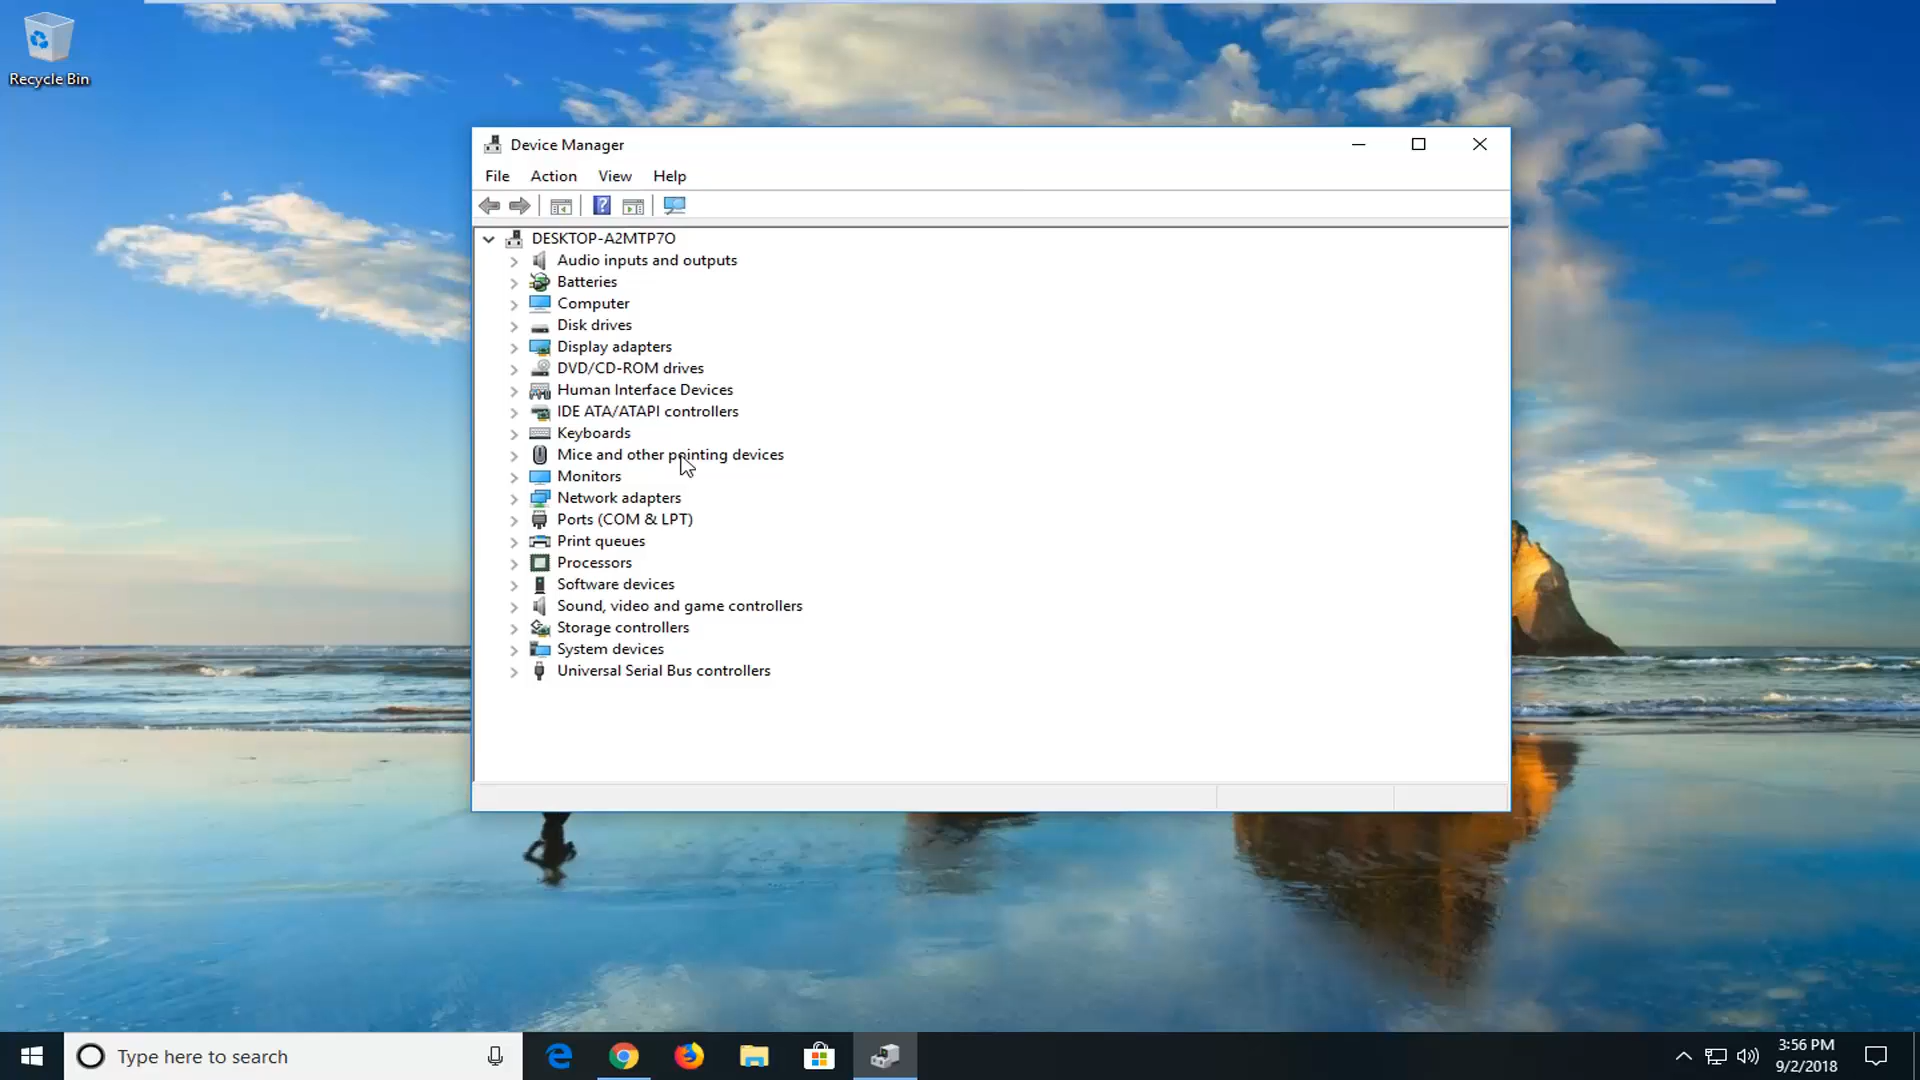 Recycle Bin
Device Manager
File Action View Help
DESKTOP-A2MTP7O
Audio inputs and outputs
Batteries
Computer
Disk drives
Display adapters
DVD/CD-ROM drives
Human Interface Devices
IDE ATA/ATAPI controllers
Keyboards
Mice and other pointing devices
Monitors
Network adapters
Ports (COM & LPT)
Print queues
Processors
Software devices
Sound, video and game controllers
Storage controllers
System devices
Universal Serial Bus controllers
Type here to search
3:56 PM
9/2/2018